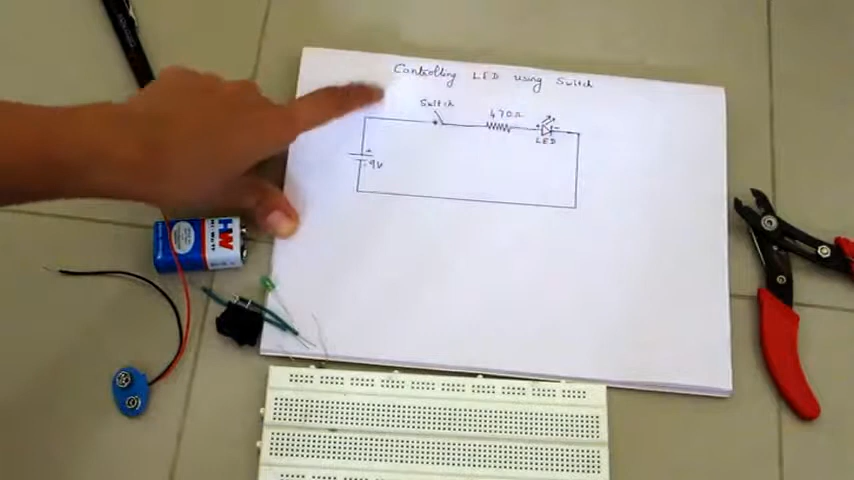 Controlling LED using Switch
Switch
470Ω
LED
+
9V
HW